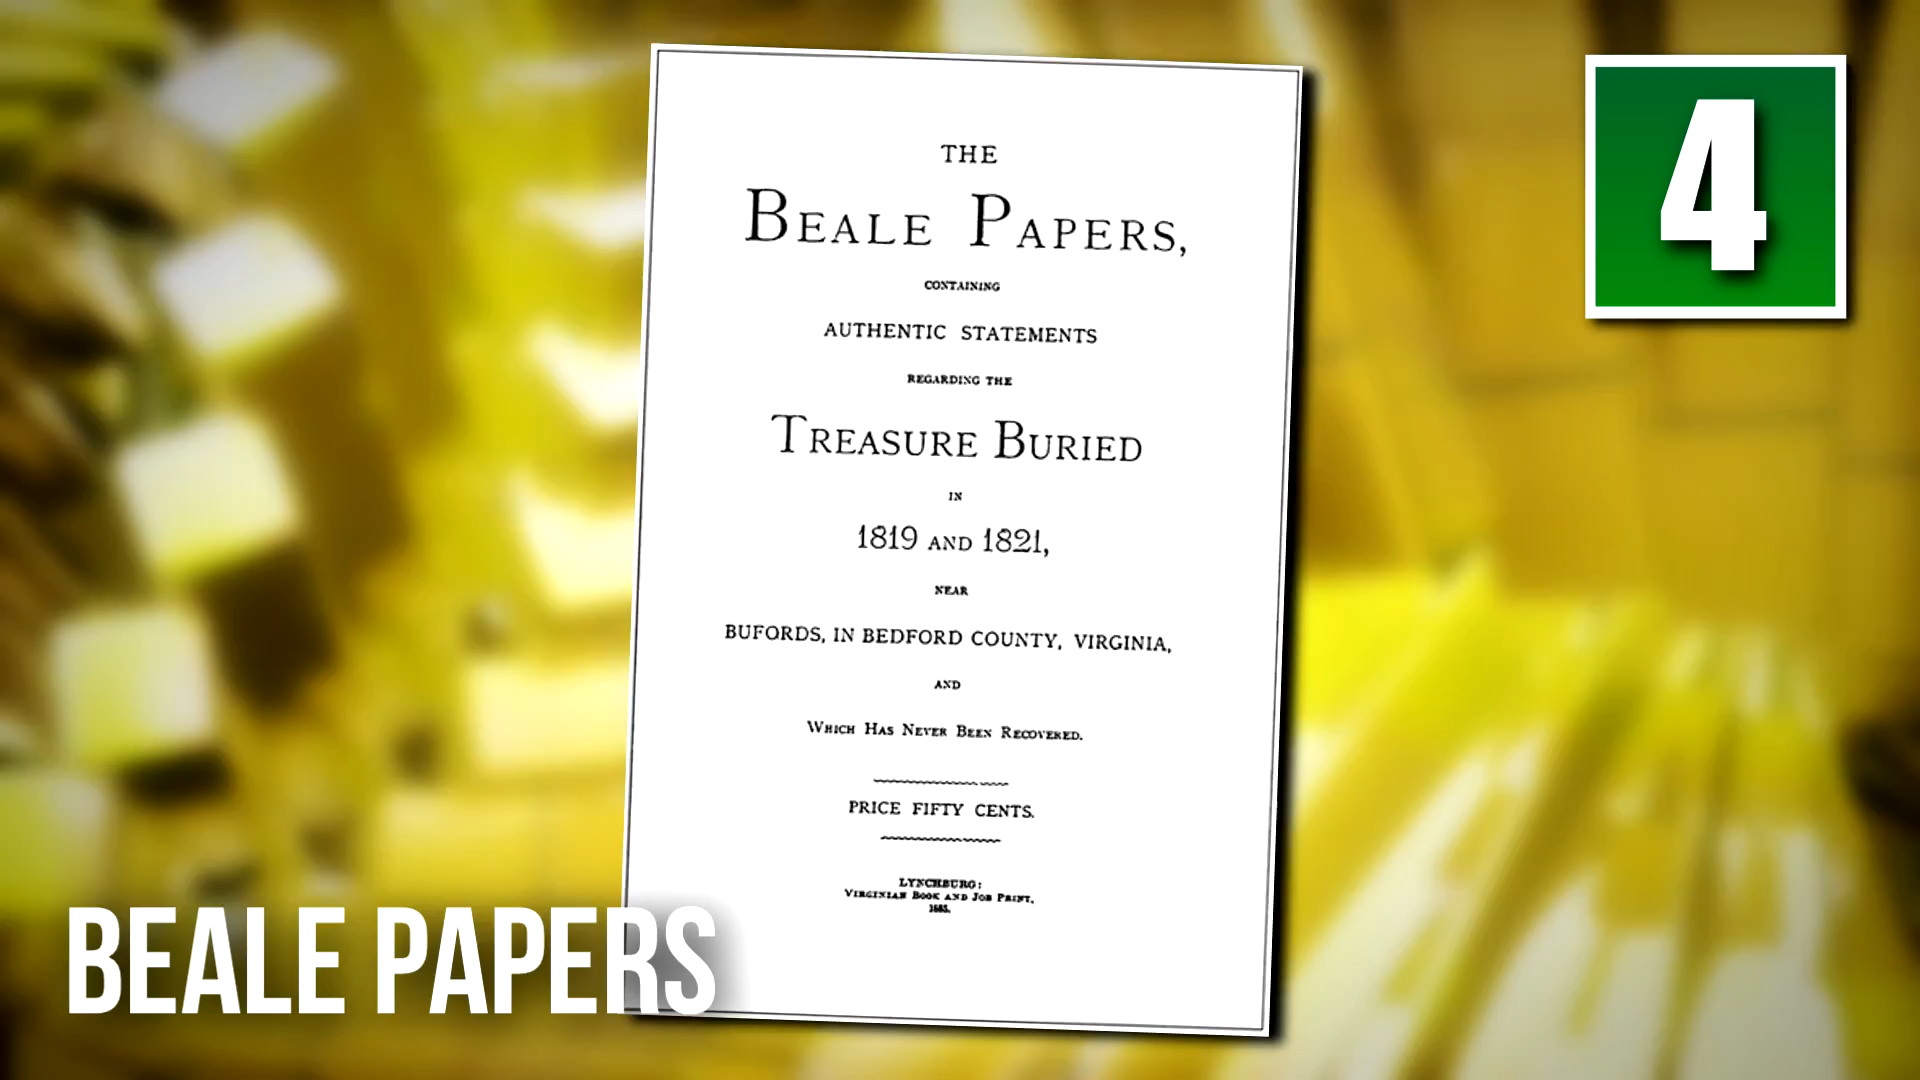 4
THE
BEALE PAPERS,
CONTAINING
AUTHENTIC STATEMENTS
REGARDING THE
TREASURE BURIED
IN
1819 AND 1821,
NEAR
BUFORDS, IN BEDFORD COUNTY, VIRGINIA,
AND
WHICH HAS NEVER BEEN RECOVERED.
PRICE FIFTY CENTS.
LYNCHBURG:
VIRGINIAN BOOK AND JOB PRINT,
1885.
BEALE PAPERS